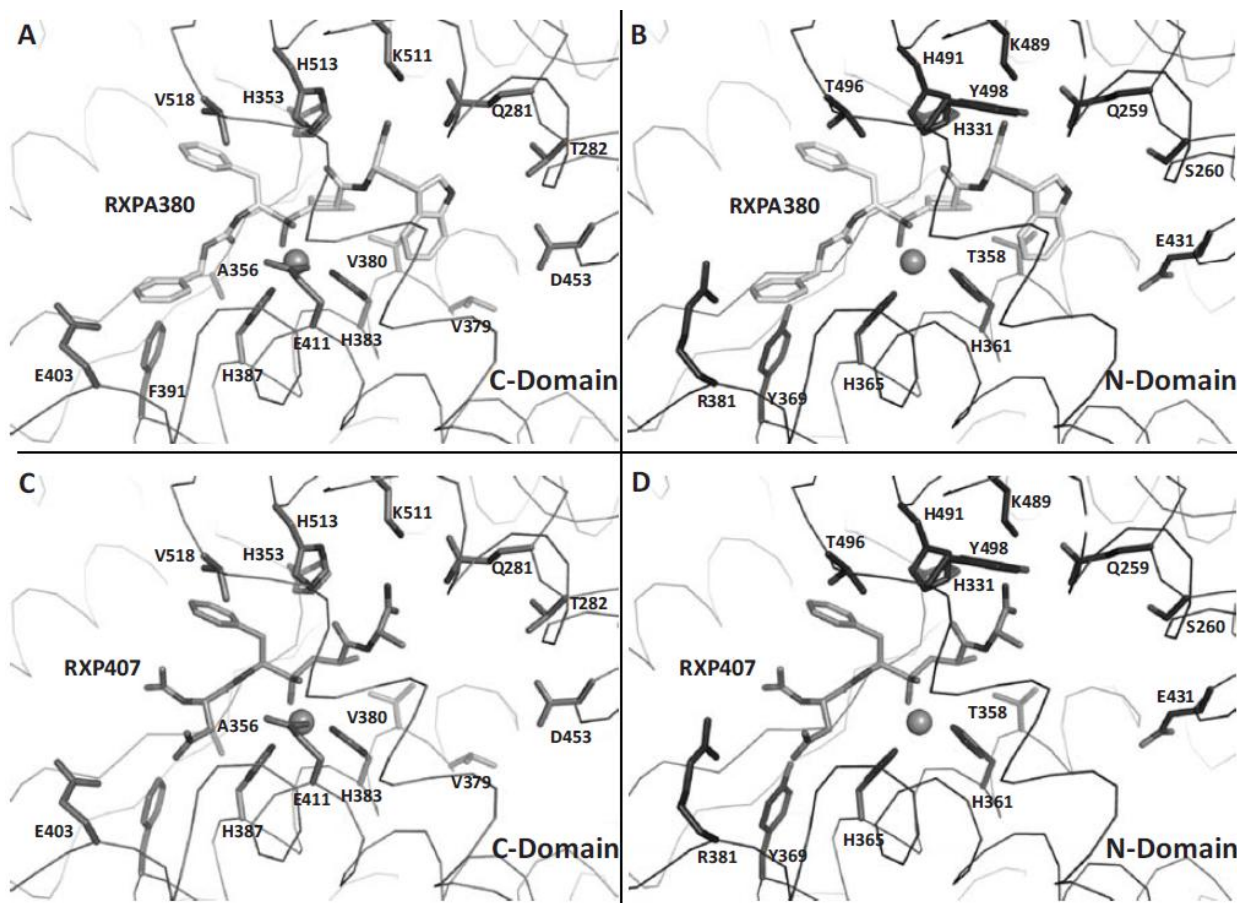 A
H513
K511
H353
V518
Q281
T282
RXPA380
A356
V380
D453
V379
E411
H383
E403
H387
F391
C-Domain
B
K489
H491
T496
Y498
Q259
H331
S260
RXPA380
E431
T358
H361
H365
R381
Y369
N-Domain
C
H513
K511
H353
V518
Q281
T282
RXP407
A356
V380
D453
V379
E411
H383
E403
H387
C-Domain
D
K489
H491
T496
Y498
Q259
H331
S260
RXP407
E431
T358
H361
H365
R381
Y369
N-Domain